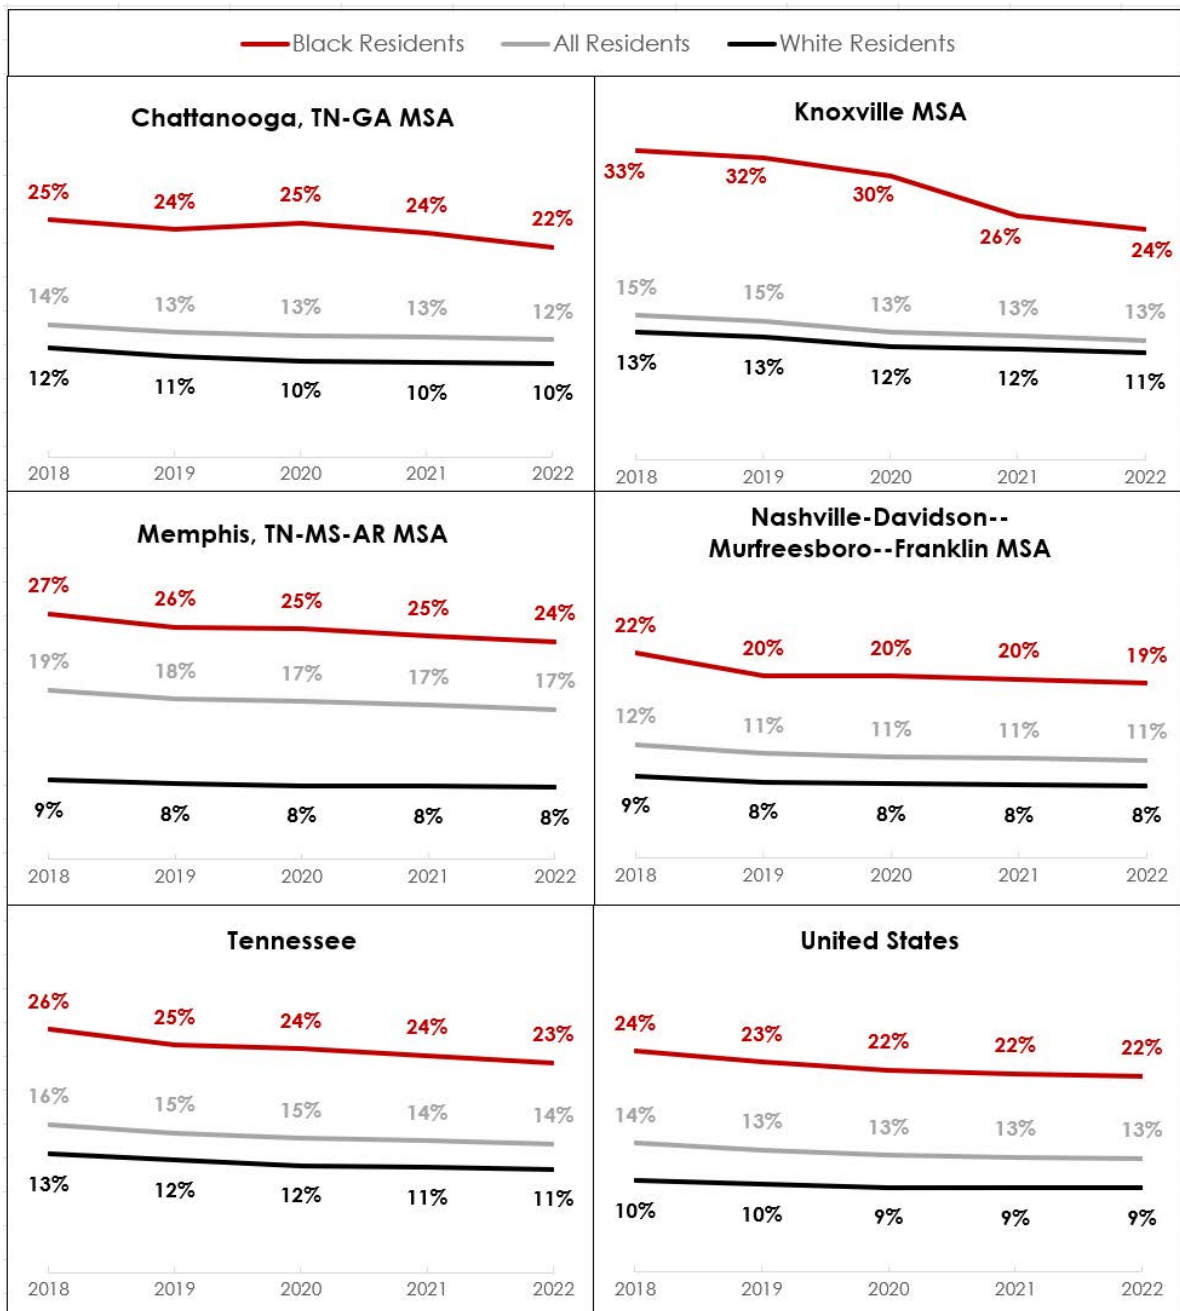 Black Residents All Residents White Residents
Chattanooga, TN-GA MSA
25% 24% 25% 24% 22%
14% 13% 13% 13% 12%
12% 11% 10% 10% 10%
2018 2019 2020 2021 2022
Knoxville MSA
33% 32% 30% 26% 24%
15% 15% 13% 13% 13%
13% 13% 12% 12% 11%
2018 2019 2020 2021 2022
Memphis, TN-MS-AR MSA
27% 26% 25% 25% 24%
19% 18% 17% 17% 17%
9% 8% 8% 8% 8%
2018 2019 2020 2021 2022
Nashville-Davidson--
Murfreesboro--Franklin MSA
22% 20% 20% 20% 19%
12% 11% 11% 11% 11%
9% 8% 8% 8% 8%
2018 2019 2020 2021 2022
Tennessee
26% 25% 24% 24% 23%
16% 15% 15% 14% 14%
13% 12% 12% 11% 11%
2018 2019 2020 2021 2022
United States
24% 23% 22% 22% 22%
14% 13% 13% 13% 13%
10% 10% 9% 9% 9%
2018 2019 2020 2021 2022